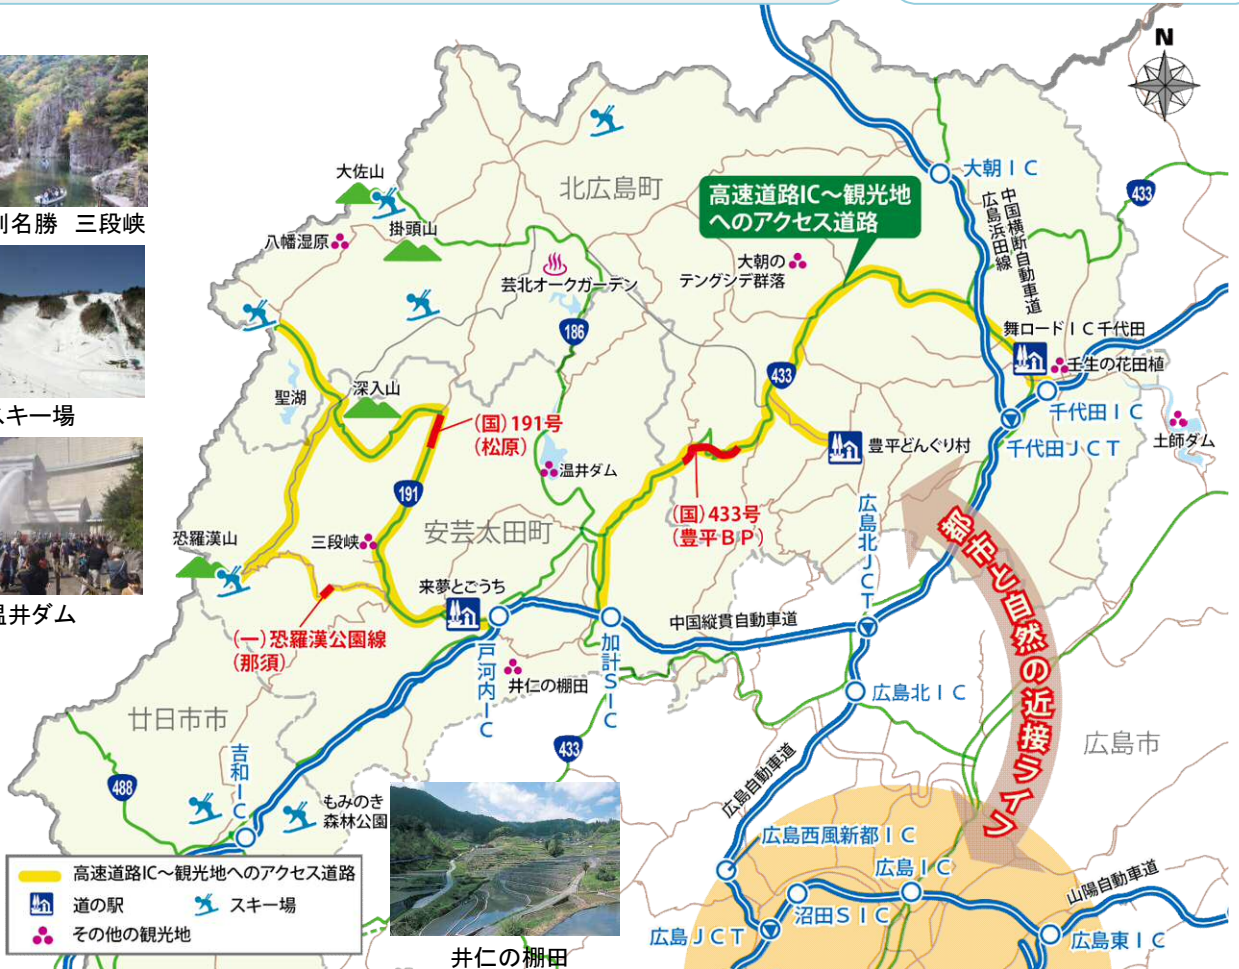 N
大朝IC
433
中国横断自動車道
広島浜田線
高速道路IC～観光地
へのアクセス道路
北広島町
大佐山
掛頭山
八幡湿原
三段峡
芸北オークガーデン
大朝の
テングシデ群落
186
舞ロードIC千代田
壬生の花田植
433
千代田IC
千代田JCT
土師ダム
豊平どんぐり村
聖湖
深入山
(国)191号
(松原)
スキー場
温井ダム
191
(国)433号
(豊平BP)
安芸太田町
広島北JCT
恐羅漢山
三段峡
来夢とごうち
温井ダム
(一)恐羅漢公園線
(那須)
中国縦貫自動車道
戸河内IC
加計SIC
井仁の棚田
広島北IC
都市と自然の近接ライフ
廿日市市
433
広島市
吉和IC
488
広島自動車道
もみのき
森林公園
広島西風新都IC
広島IC
山陽自動車道
沼田SIC
広島JCT
広島東IC
高速道路IC～観光地へのアクセス道路
道の駅
スキー場
その他の観光地
井仁の棚田